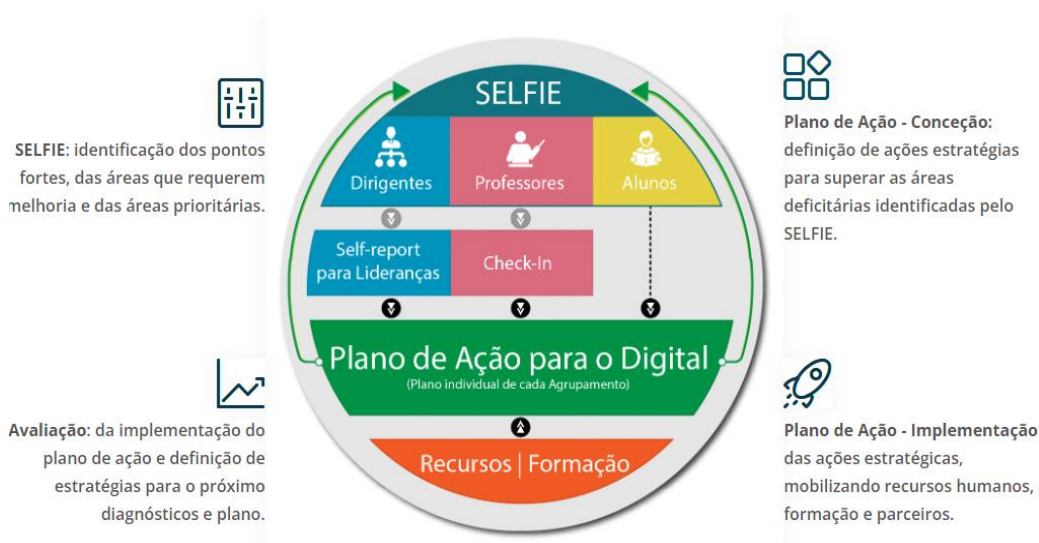 SELFIE: identificação dos pontos
fortes, das áreas que requerem
melhoria e das áreas prioritárias.
Avaliação: da implementação do
plano de ação e definição de
estratégias para o próximo
diagnósticos e plano.
SELFIE
Dirigentes
Professores
Alunos
Self-report
para Lideranças
Check-In
Plano de Ação para o Digital
(Plano individual de cada Agrupamento)
Recursos | Formação
Plano de Ação - Conceção:
definição de ações estratégias
para superar as áreas
deficitárias identificadas pelo
SELFIE.
Plano de Ação - Implementação
das ações estratégicas,
mobilizando recursos humanos,
formação e parceiros.